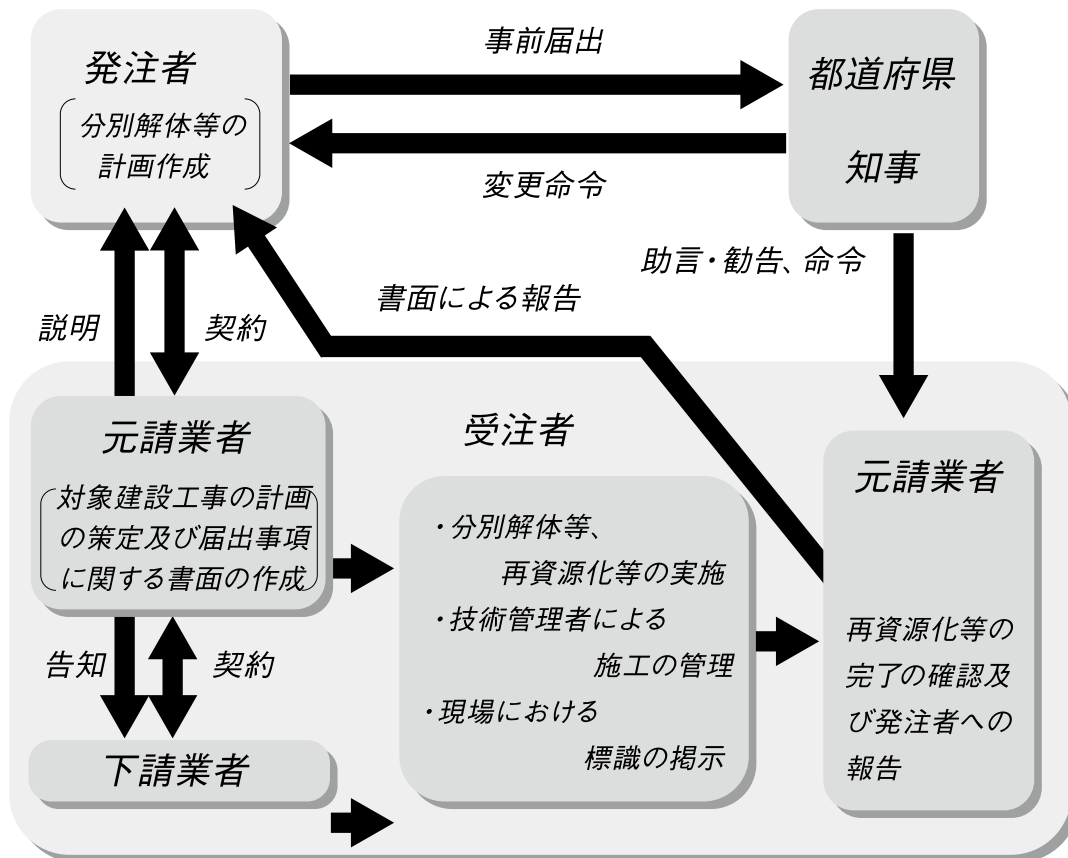 発注者
分別解体等の
計画作成
事前届出
変更命令
都道府県
知事
助言・勧告、命令
書面による報告
説明
契約
受注者
元請業者
対象建設工事の計画
の策定及び届出事項
に関する書面の作成
告知
契約
下請業者
・分別解体等、
再資源化等の実施
・技術管理者による
施工の管理
・現場における
標識の掲示
元請業者
再資源化等の
完了の確認及
び発注者への
報告